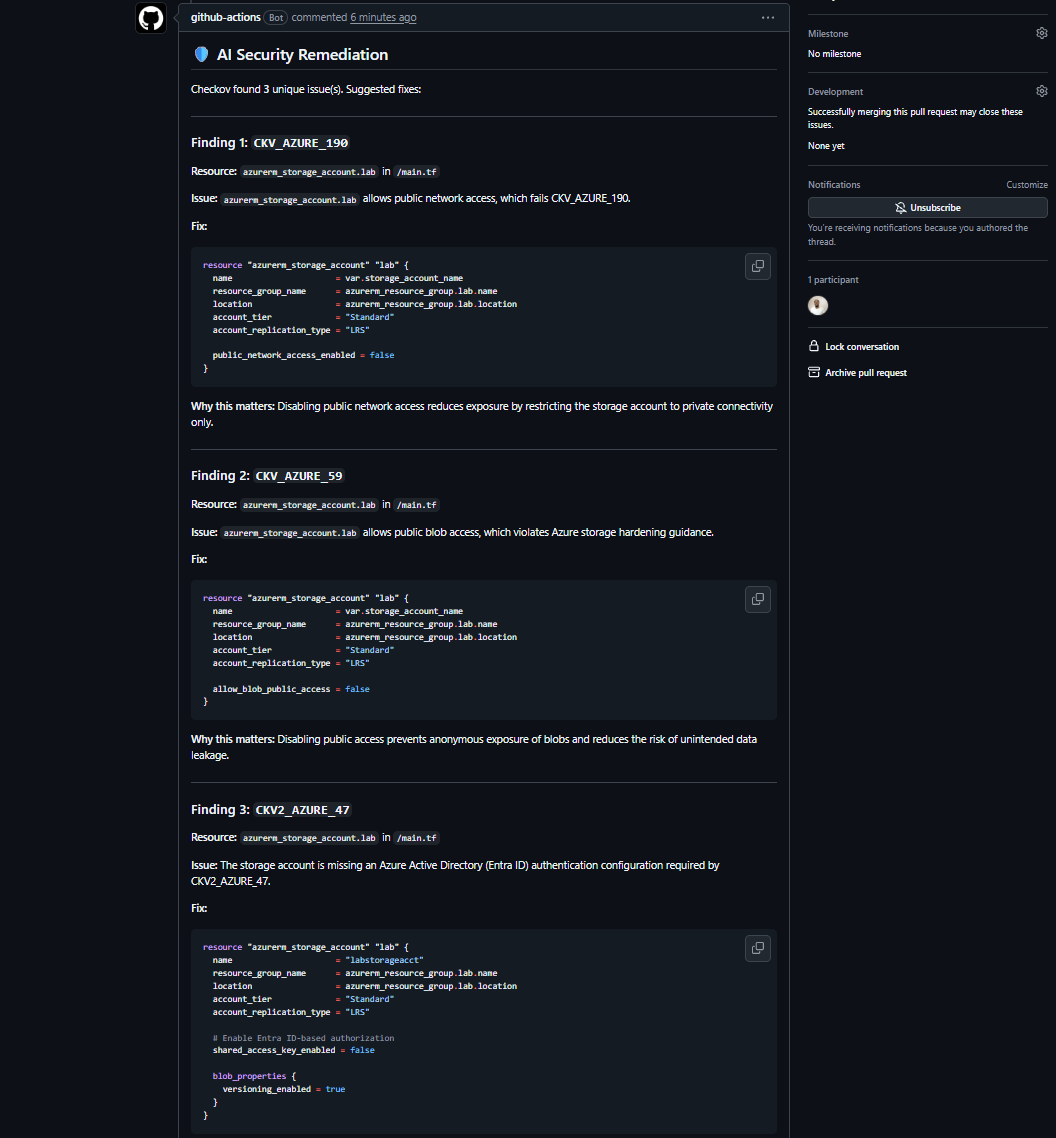 github-actions Bot commented 6 minutes ago
AI Security Remediation
Checkov found 3 unique issue(s). Suggested fixes:
Finding 1: CKV_AZURE_190
Resource: azurerm_storage_account.lab in /main.tf
Issue: azurerm_storage_account.lab allows public network access, which fails CKV_AZURE_190.
Fix:
resource "azurerm_storage_account" "lab" {
  name                     = var.storage_account_name
  resource_group_name      = azurerm_resource_group.lab.name
  location                 = azurerm_resource_group.lab.location
  account_tier             = "Standard"
  account_replication_type = "LRS"
  public_network_access_enabled = false
}
Why this matters: Disabling public network access reduces exposure by restricting the storage account to private connectivity
only.
Finding 2: CKV_AZURE_59
Resource: azurerm_storage_account.lab in /main.tf
Issue: azurerm_storage_account.lab allows public blob access, which violates Azure storage hardening guidance.
Fix:
resource "azurerm_storage_account" "lab" {
  name                     = var.storage_account_name
  resource_group_name      = azurerm_resource_group.lab.name
  location                 = azurerm_resource_group.lab.location
  account_tier             = "Standard"
  account_replication_type = "LRS"
  allow_blob_public_access = false
}
Why this matters: Disabling public access prevents anonymous exposure of blobs and reduces the risk of unintended data
leakage.
Finding 3: CKV2_AZURE_47
Resource: azurerm_storage_account.lab in /main.tf
Issue: The storage account is missing an Azure Active Directory (Entra ID) authentication configuration required by
CKV2_AZURE_47.
Fix:
resource "azurerm_storage_account" "lab" {
  name                     = "labstorageacct"
  resource_group_name      = azurerm_resource_group.lab.name
  location                 = azurerm_resource_group.lab.location
  account_tier             = "Standard"
  account_replication_type = "LRS"
  # Enable Entra ID-based authorization
  shared_access_key_enabled = false
  blob_properties {
    versioning_enabled = true
  }
}
Milestone
No milestone
Development
Successfully merging this pull request may close these
issues.
None yet
Notifications
Customize
Unsubscribe
You're receiving notifications because you authored the
thread.
1 participant
Lock conversation
Archive pull request